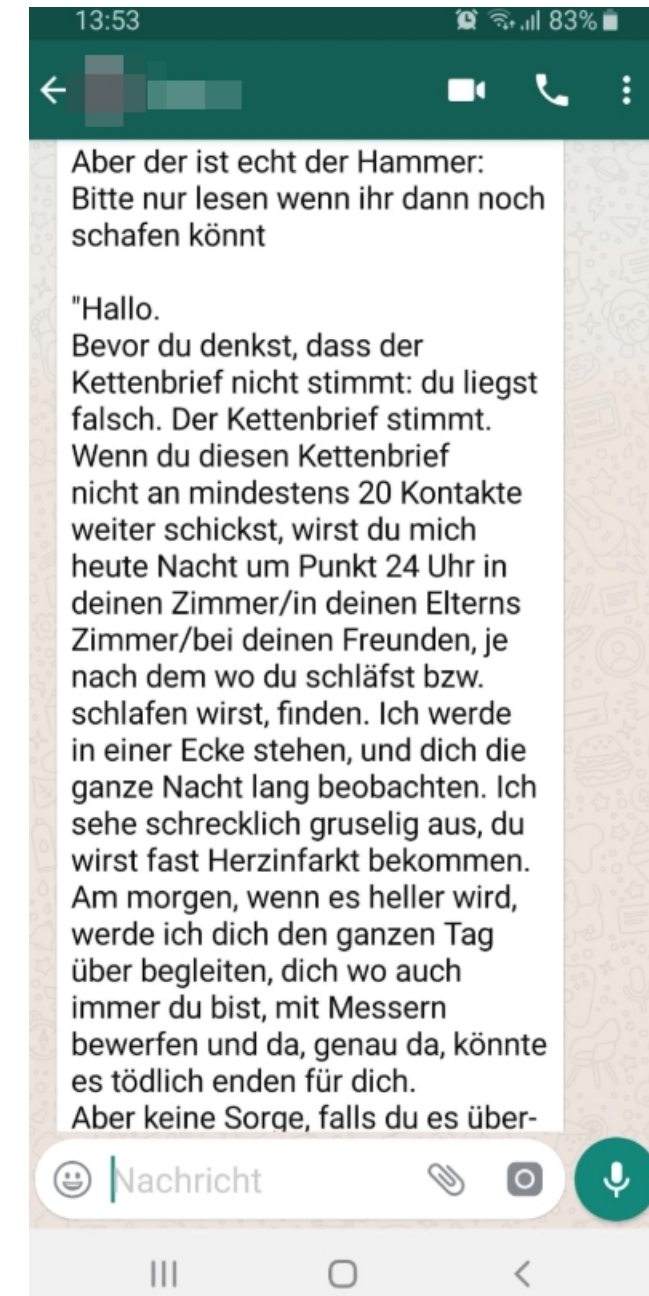 13:53
83%
Aber der ist echt der Hammer:
Bitte nur lesen wenn ihr dann noch
schafen könnt
"Hallo.
Bevor du denkst, dass der
Kettenbrief nicht stimmt: du liegst
falsch. Der Kettenbrief stimmt.
Wenn du diesen Kettenbrief
nicht an mindestens 20 Kontakte
weiter schickst, wirst du mich
heute Nacht um Punkt 24 Uhr in
deinen Zimmer/in deinen Elterns
Zimmer/bei deinen Freunden, je
nach dem wo du schläfst bzw.
schlafen wirst, finden. Ich werde
in einer Ecke stehen, und dich die
ganze Nacht lang beobachten. Ich
sehe schrecklich gruselig aus, du
wirst fast Herzinfarkt bekommen.
Am morgen, wenn es heller wird,
werde ich dich den ganzen Tag
über begleiten, dich wo auch
immer du bist, mit Messern
bewerfen und da, genau da, könnte
es tödlich enden für dich.
Aber keine Sorge, falls du es über-
Nachricht